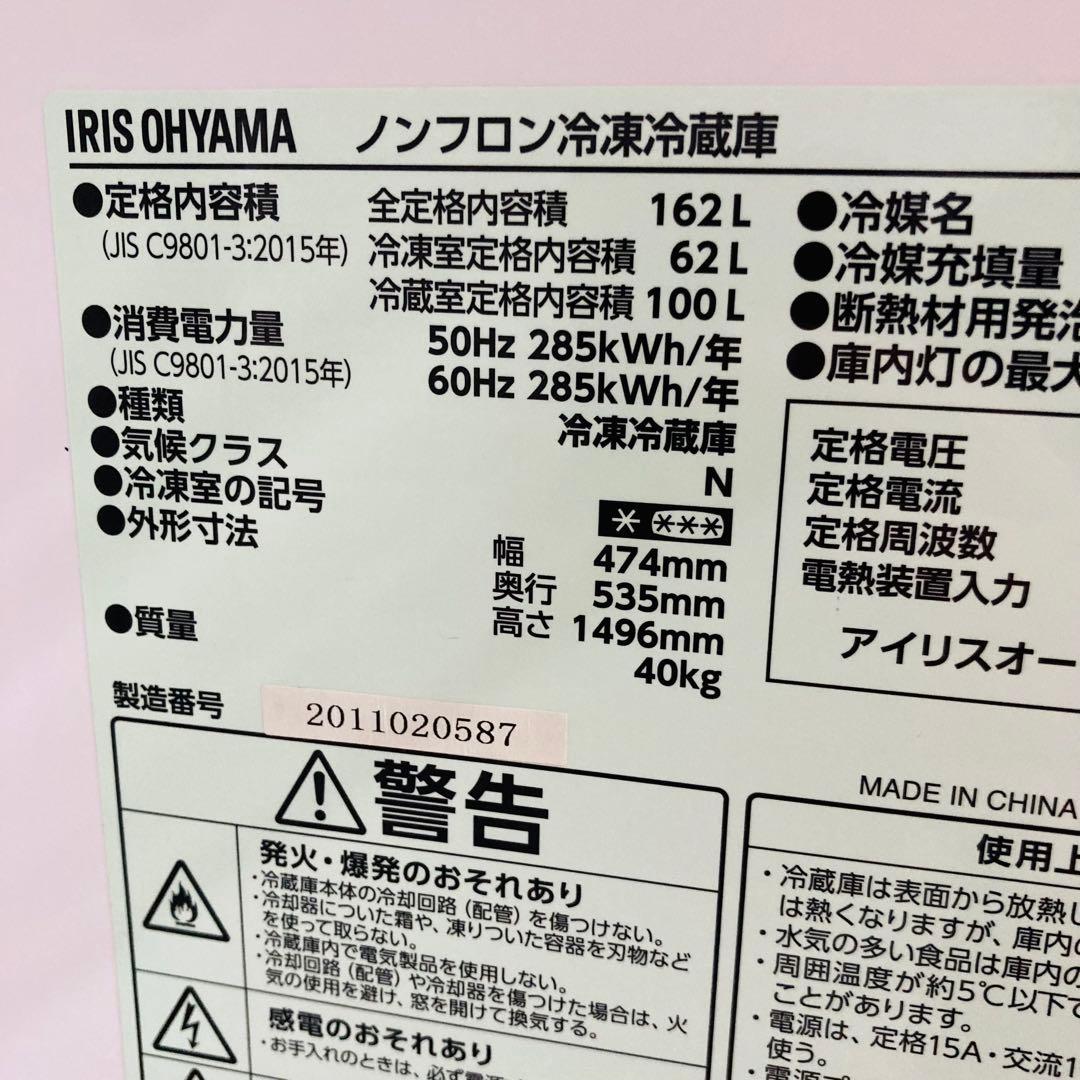 IRIS OHYAMA ノンフロン冷凍冷蔵庫
●定格内容積 全定格内容積 162L
(JIS C9801-3:2015年) 冷凍室定格内容積 62L
冷蔵室定格内容積 100L
●消費電力量 50Hz 285kWh/年
(JIS C9801-3:2015年) 60Hz 285kWh/年
●種類 冷凍冷蔵庫
●気候クラス N
●冷凍室の記号
●外形寸法 幅 474mm
奥行 535mm
高さ 1496mm
●質量 40kg
製造番号 2011020587
●冷媒名
●冷媒充填量
●断熱材用発泡
●庫内灯の最大
定格電圧
定格電流
定格周波数
電熱装置入力
アイリスオー
警告
発火・爆発のおそれあり
・冷蔵庫本体の冷却回路(配管)を傷つけない。
・冷却器についた霜や、凍りついた容器を刃物など
を使って取らない。
・冷蔵庫内で電気製品を使用しない。
・冷却回路(配管)や冷却器を傷つけた場合は、火
気の使用を避け、窓を開けて換気する。
感電のおそれあり
・お手入れのときは、必ず電源
MADE IN CHINA
使用上
・冷蔵庫は表面から放熱し
は熱くなりますが、庫内の
・水気の多い食品は庫内の
・周囲温度が約5℃以下で
ことがあります。
・電源は、定格15A・交流1
使う。
・電源プ